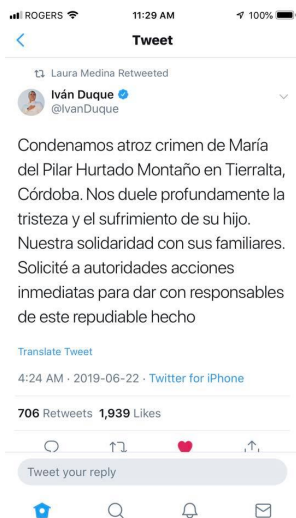 ROGERS 11:29 AM 100%
Tweet
Laura Medina Retweeted
Iván Duque
@IvanDuque
Condenamos atroz crimen de María
del Pilar Hurtado Montaño en Tierralta,
Córdoba. Nos duele profundamente la
tristeza y el sufrimiento de su hijo.
Nuestra solidaridad con sus familiares.
Solicité a autoridades acciones
inmediatas para dar con responsables
de este repudiable hecho
Translate Tweet
4:24 AM · 2019-06-22 · Twitter for iPhone
706 Retweets 1,939 Likes
Tweet your reply